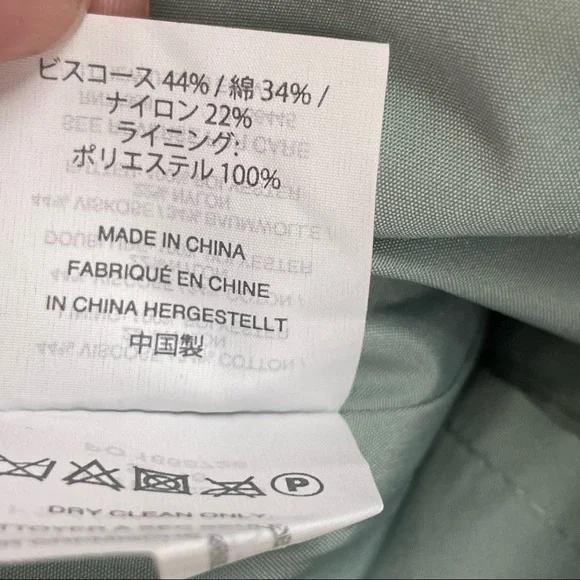 ビスコース 44% / 綿 34% /
ナイロン 22%
ライニング:
ポリエステル 100%
MADE IN CHINA
FABRIQUÉ EN CHINE
IN CHINA HERGESTELLT
中国製
P
DRY CLEAN ONLY